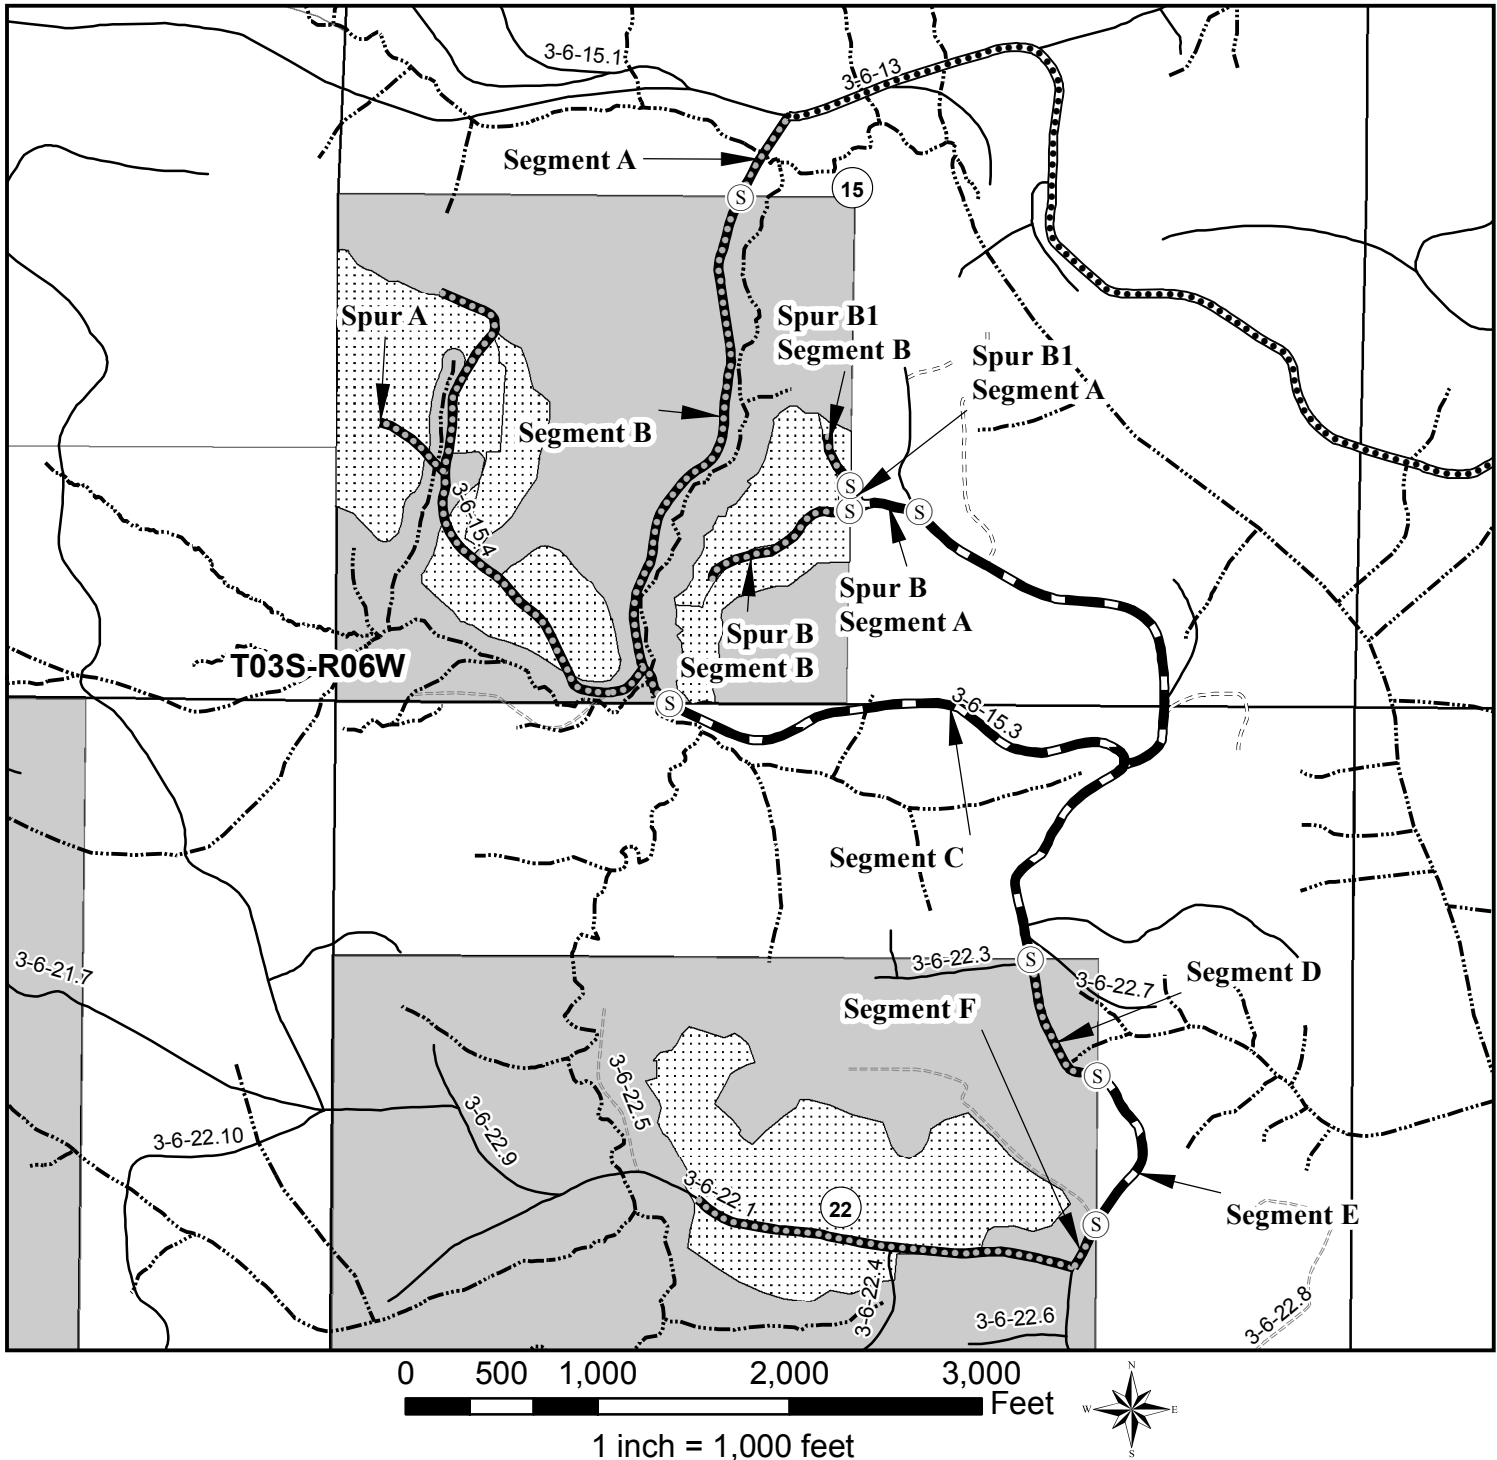 3-6-15.1
3-6-13
Segment A
S
15
Spur A
Spur B1
Segment B
Spur B1
Segment A
Segment B
S
S
S
3-6-15.4
Spur B
Segment A
Spur B
Segment B
T03S-R06W
S
3-6-15.3
Segment C
3-6-21.7
3-6-22.3
S
3-6-22.7
Segment D
Segment F
S
3-6-22.5
3-6-22.9
3-6-22.10
3-6-22.1
22
S
Segment E
3-6-22.4
3-6-22.6
3-6-22.8
0 500 1,000 2,000 3,000
Feet
1 inch = 1,000 feet
N
W E
S